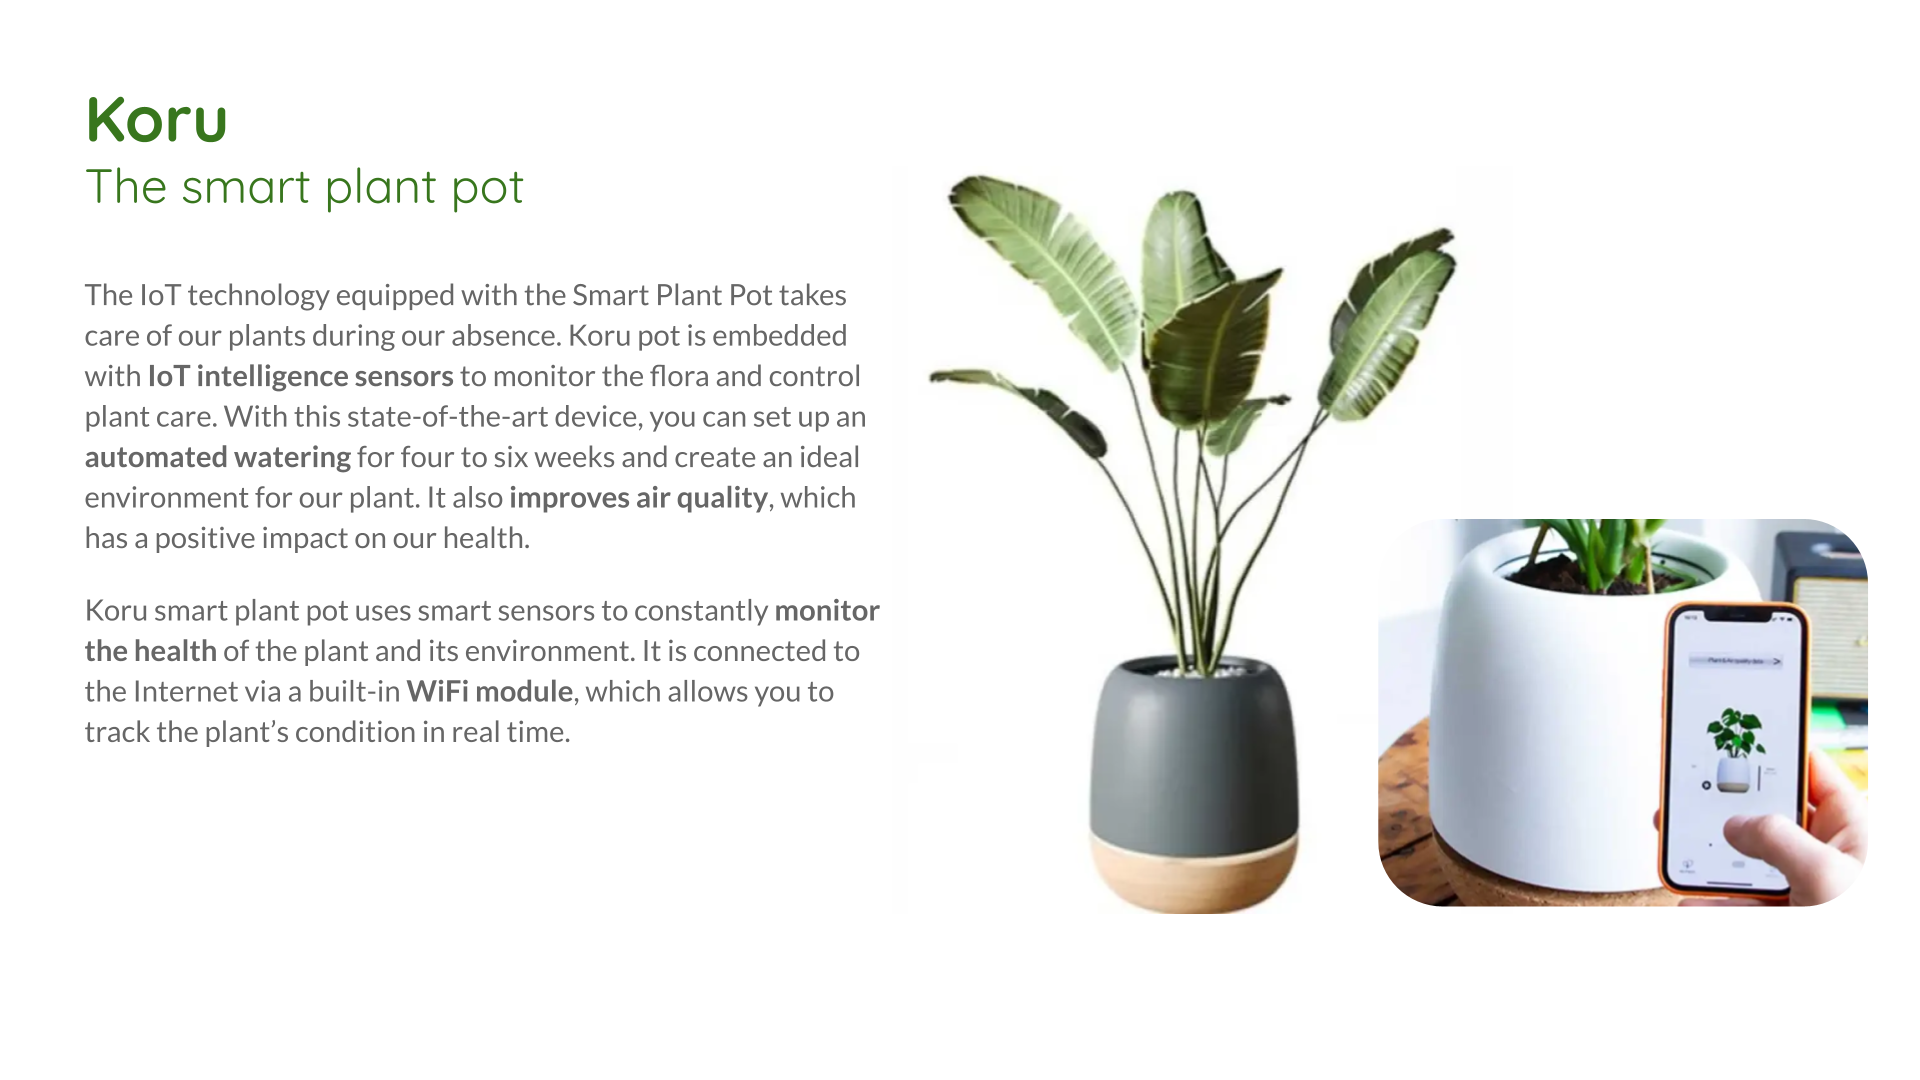 Koru
The smart plant pot
The IoT technology equipped with the Smart Plant Pot takes
care of our plants during our absence. Koru pot is embedded
with IoT intelligence sensors to monitor the flora and control
plant care. With this state-of-the-art device, you can set up an
automated watering for four to six weeks and create an ideal
environment for our plant. It also improves air quality, which
has a positive impact on our health.
Koru smart plant pot uses smart sensors to constantly monitor
the health of the plant and its environment. It is connected to
the Internet via a built-in WiFi module, which allows you to
track the plant’s condition in real time.
Plant & Air quality data >